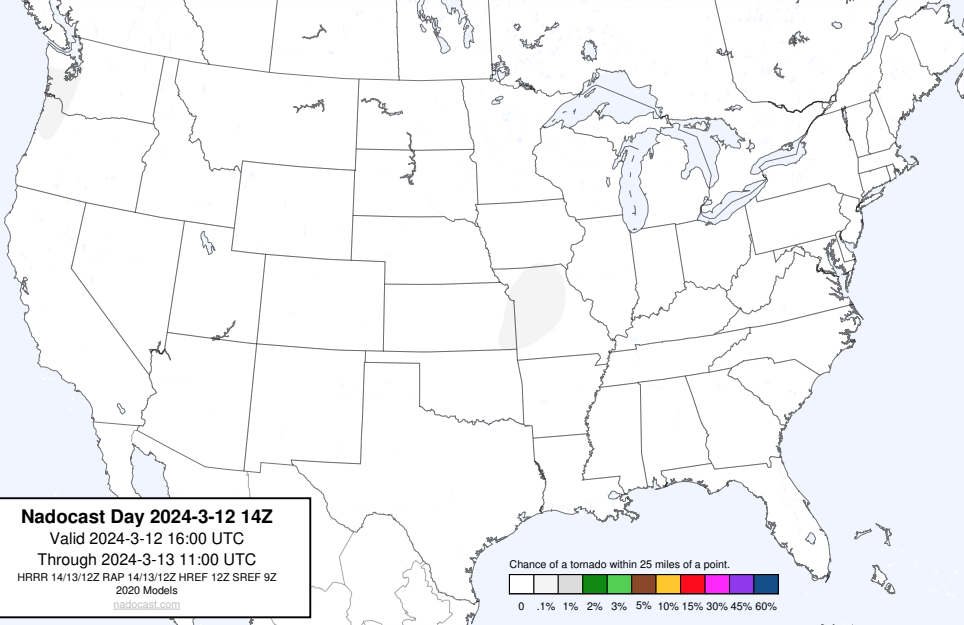 Nadocast Day 2024-3-12 14Z
Valid 2024-3-12 16:00 UTC
Through 2024-3-13 11:00 UTC
HRRR 14/13/12Z RAP 14/13/12Z HREF 12Z SREF 9Z
2020 Models
nadocast.com
Chance of a tornado within 25 miles of a point.
0 .1% 1% 2% 3% 5% 10% 15% 30% 45% 60%